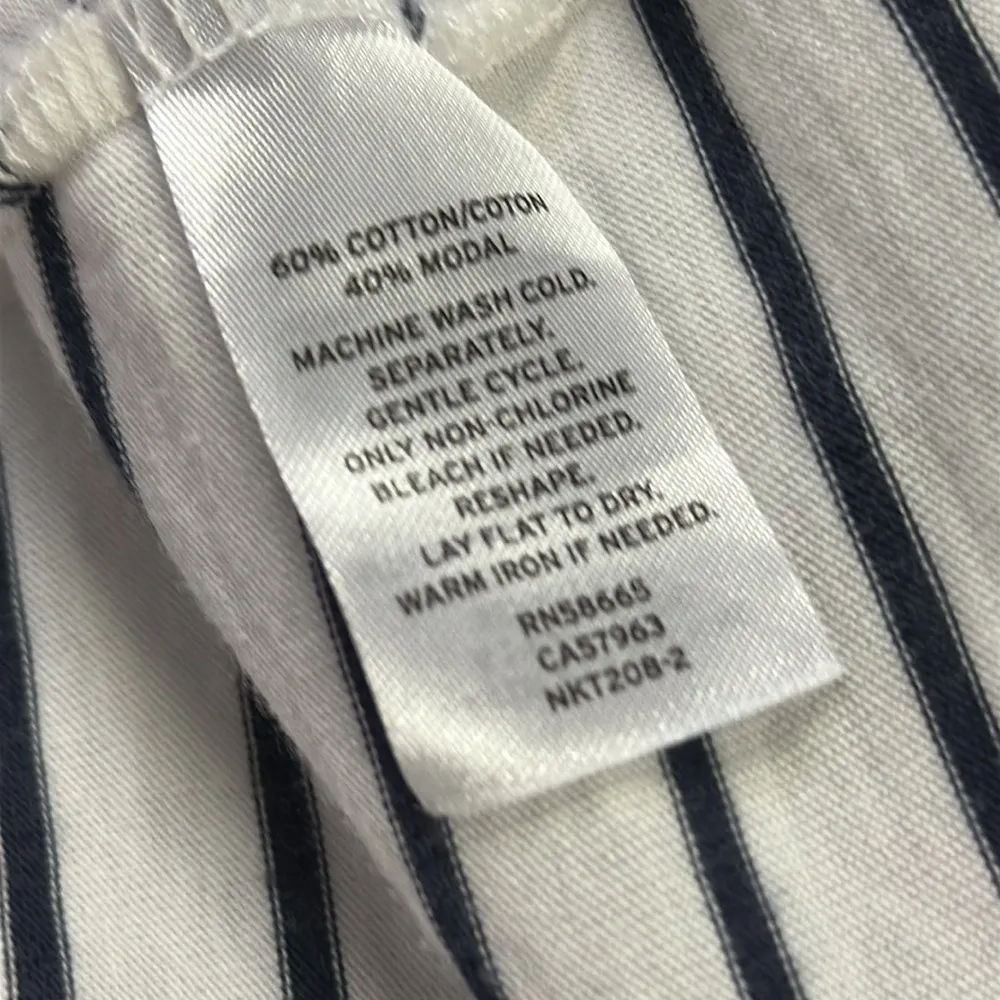 60% COTTON/COTON
40% MODAL
MACHINE WASH COLD.
SEPARATELY.
GENTLE CYCLE.
ONLY NON-CHLORINE
BLEACH IF NEEDED.
RESHAPE.
LAY FLAT TO DRY.
WARM IRON IF NEEDED.
RN58665
CA57963
NKT208-2